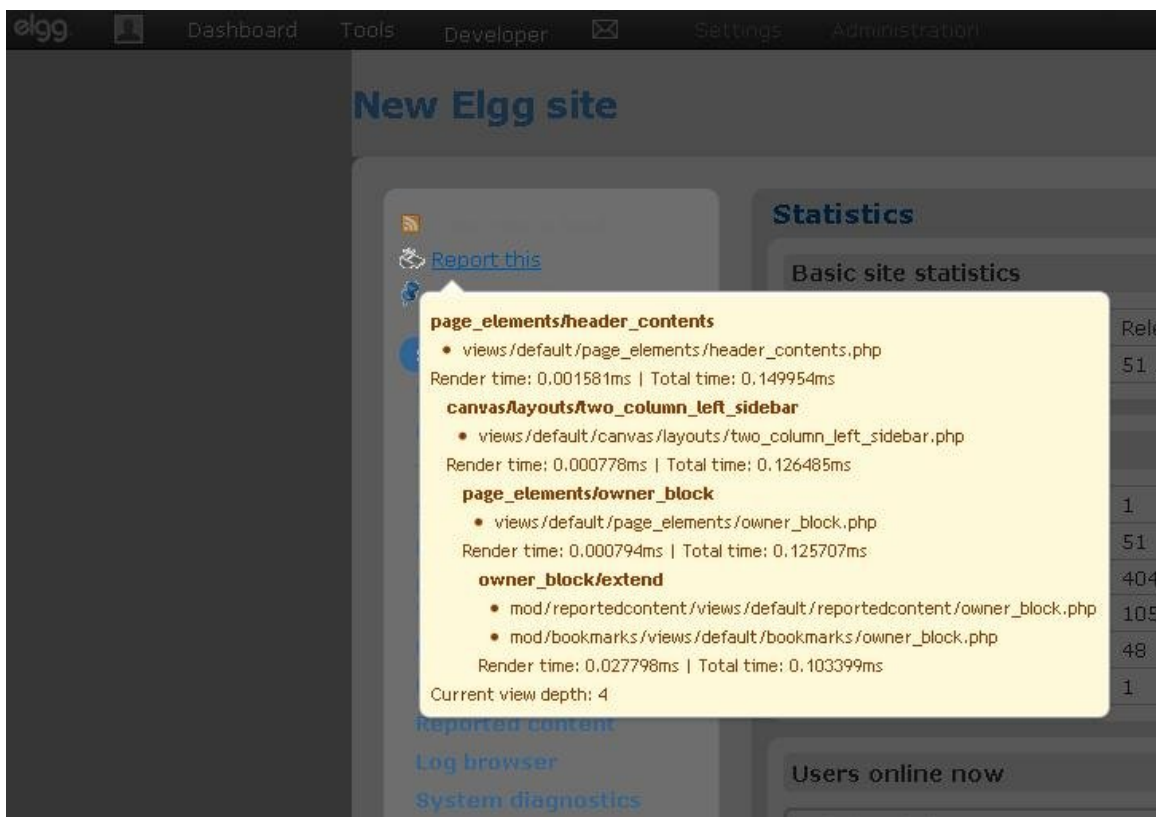 elgg Dashboard Tools Developer Settings Administration
New Elgg site
Statistics
Report this
Basic site statistics
page_elements/header_contents
• views/default/page_elements/header_contents.php
Render time: 0.001581ms | Total time: 0.149954ms
canvas/layouts/two_column_left_sidebar
• views/default/canvas/layouts/two_column_left_sidebar.php
Render time: 0.000778ms | Total time: 0.126485ms
page_elements/owner_block
• views/default/page_elements/owner_block.php
Render time: 0.000794ms | Total time: 0.125707ms
owner_block/extend
• mod/reportedcontent/views/default/reportedcontent/owner_block.php
• mod/bookmarks/views/default/bookmarks/owner_block.php
Render time: 0.027798ms | Total time: 0.103399ms
Current view depth: 4
51
1
51
404
105
48
1
Reported content
Log browser
System diagnostics
Users online now